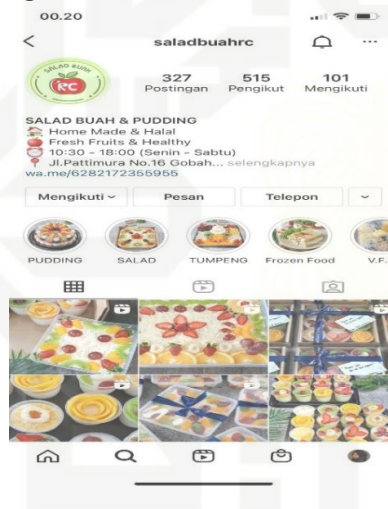 00.20
saladbuahrc
SALAD BUAH
RC
327 515 101
Postingan Pengikut Mengikuti
SALAD BUAH & PUDDING
Home Made & Halal
Fresh Fruits & Healthy
10:30 - 18:00 (Senin - Sabtu)
Jl.Pattimura No.16 Gobah... selengkapnya
wa.me/6282172355955
Mengikuti Pesan Telepon
PUDDING SALAD TUMPENG Frozen Food V.F.